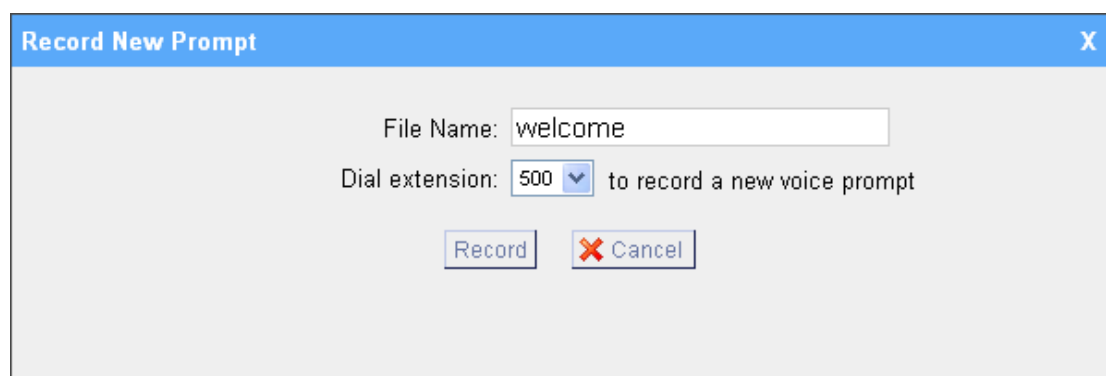 Record New Prompt X
File Name: welcome
Dial extension: 500 to record a new voice prompt
Record Cancel